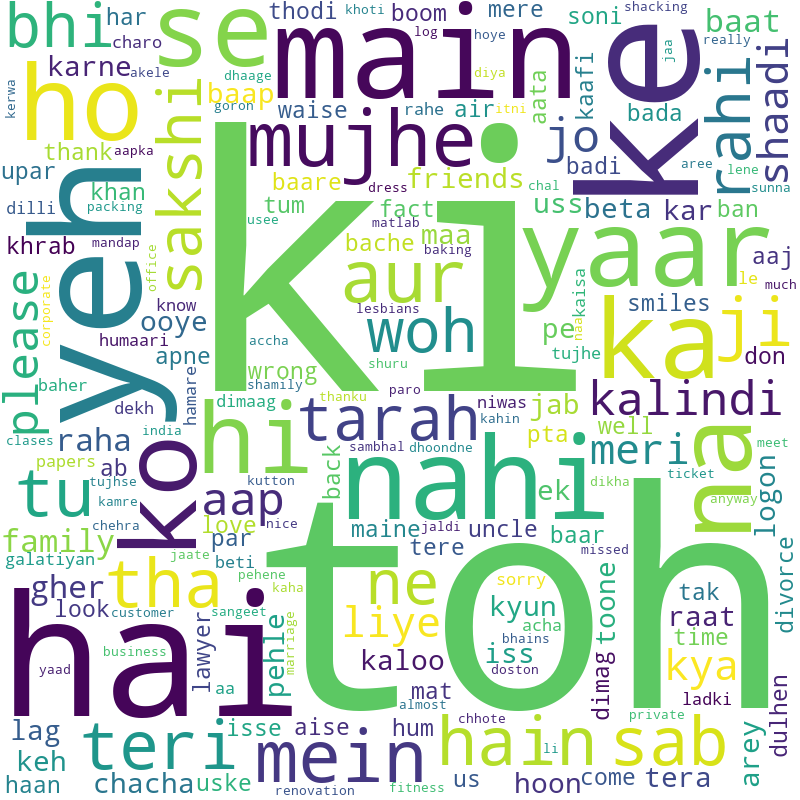 bhi
se
main
ke
har
charo
karne
akele
kerwa
ho
thank
aapka
upar
khan
packing
dilli
khrab
mandap
yeh
sakshi
dhaage
baap
goron
waise
thodi
khoti
boom
log
mere
hoye
diya
rahe
air
itni
aata
soni
kaafi
shacking
jaa
really
baat
rahi
shaadi
bada
badi
aree
lene
sunna
chal
jo
mujhe
baare
dress
friends
usee
tum
fact
matlab
bache
maa
baking
uss
beta
kar
ban
ki
yaar
aur
lesbians
woh
pe
kaisa
naa
tujhe
smiles
aaj
le
much
don
ji
ka
please
corporate
office
know
ooye
humaari
apne
baher
dekh
hamare
india
accha
wrong
shamily
dimaag
thanku
shuru
paro
niwas
kahin
jab
pta
well
kalindi
meri
na
logon
meet
ticket
anyway
dikha
clases
raha
papers
ab
tujhse
kamre
chehra
ko
hi
tarah
sambhal
dhoondne
nahi
ek
tu
aap
kutton
nice
back
love
par
beti
jaate
pehene
kaha
maine
jaldi
uncle
baar
tere
missed
family
galatiyan
tha
gher
look
customer
sangeet
business
lawyer
marriage
pehle
ne
liye
sorry
kyun
acha
bhains
iss
doston
toone
dimag
tak
raat
time
kya
ladki
private
divorce
dulhen
arey
toh
hai
yaad
aa
kaloo
mat
almost
lag
keh
haan
teri
chacha
isse
uske
aise
renovation
hum
mein
fitness
chhote
hain
us
li
hoon
come
sab
tera